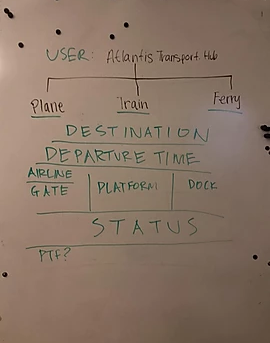 USER: Atlantis Transport Hub
Plane Train Ferry
DESTINATION
DEPARTURE TIME
AIRLINE
GATE PLATFORM DOCK
STATUS
PTF?